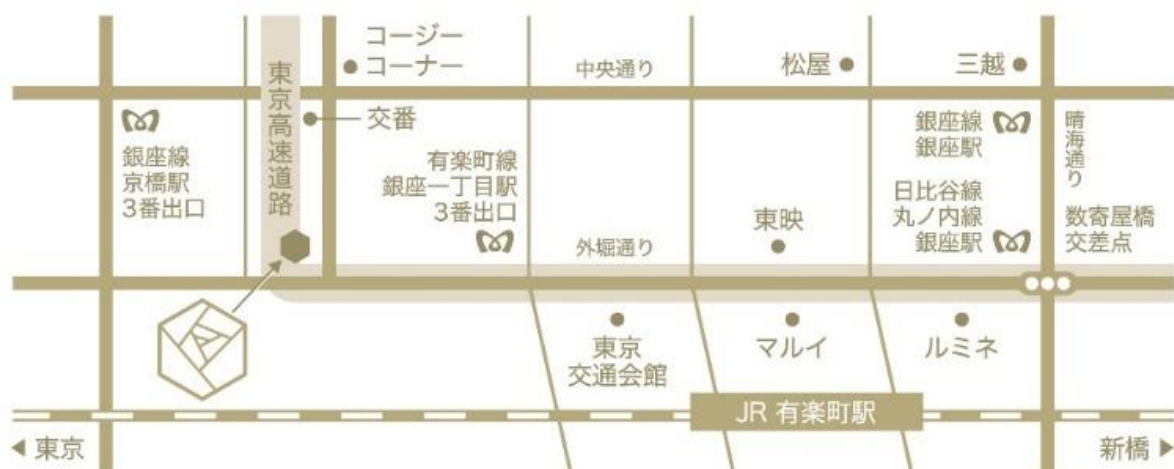 コージー
コーナー
中央通り
松屋
三越
東京高速道路
交番
銀座線
京橋駅
3番出口
有楽町線
銀座一丁目駅
3番出口
外堀通り
東映
銀座線
銀座駅
日比谷線
丸ノ内線
銀座駅
晴海通り
数寄屋橋
交差点
東京
交通会館
マルイ
ルミネ
JR 有楽町駅
東京
新橋